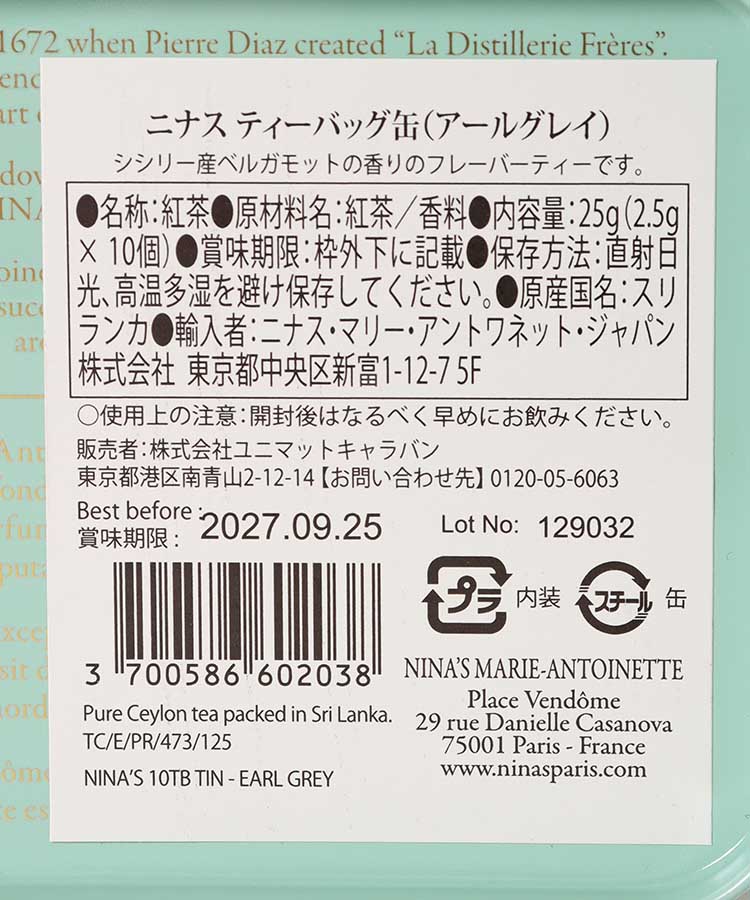 1672 when Pierre Diaz created “La Distillerie Frères”.
ニナス ティーバッグ缶(アールグレイ)
シシリー産ベルガモットの香りのフレーバーティーです。
●名称:紅茶●原材料名:紅茶/香料●内容量:25g(2.5g
× 10個)●賞味期限:枠外下に記載●保存方法:直射日
光、高温多湿を避け保存してください。●原産国名:スリ
ランカ●輸入者:ニナス・マリー・アントワネット・ジャパン
株式会社 東京都中央区新富1-12-7 5F
○使用上の注意:開封後はなるべく早めにお飲みください。
販売者:株式会社ユニマットキャラバン
東京都港区南青山2-12-14【お問い合わせ先】0120-05-6063
Best before :
賞味期限 : 2027.09.25 Lot No: 129032
プラ 内装 スチール 缶
3 700586 602038
Pure Ceylon tea packed in Sri Lanka.
TC/E/PR/473/125
NINA'S 10TB TIN - EARL GREY
NINA'S MARIE-ANTOINETTE
Place Vendôme
29 rue Danielle Casanova
75001 Paris - France
www.ninasparis.com